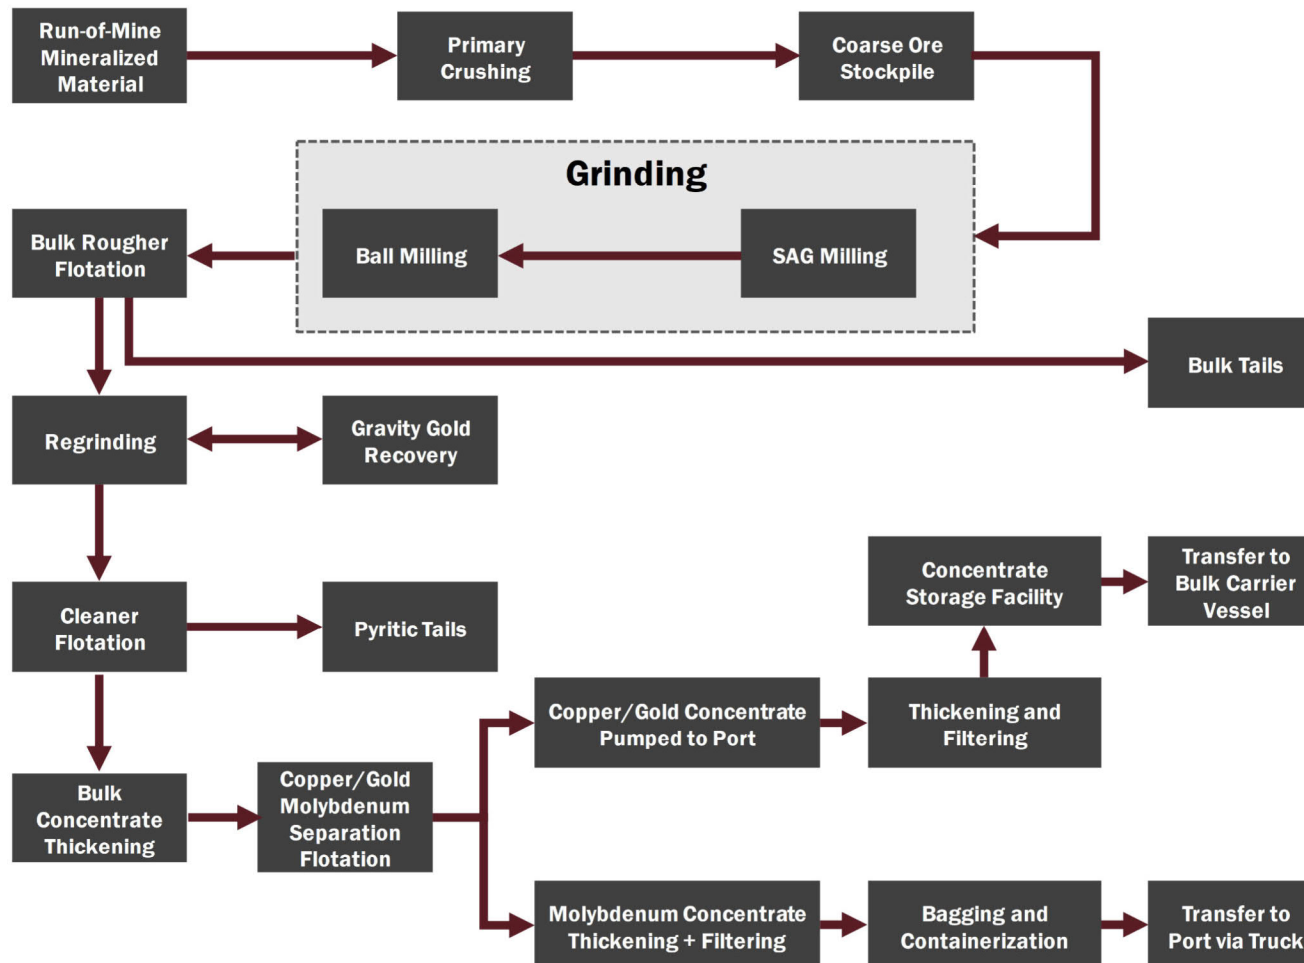 Run-of-Mine
Mineralized
Material
Primary
Crushing
Coarse Ore
Stockpile
Grinding
Bulk Rougher
Flotation
Ball Milling
SAG Milling
Bulk Tails
Regrinding
Gravity Gold
Recovery
Concentrate
Storage Facility
Transfer to
Bulk Carrier
Vessel
Cleaner
Flotation
Pyritic Tails
Copper/Gold Concentrate
Pumped to Port
Thickening and
Filtering
Bulk
Concentrate
Thickening
Copper/Gold
Molybdenum
Separation
Flotation
Molybdenum Concentrate
Thickening + Filtering
Bagging and
Containerization
Transfer to
Port via Truck